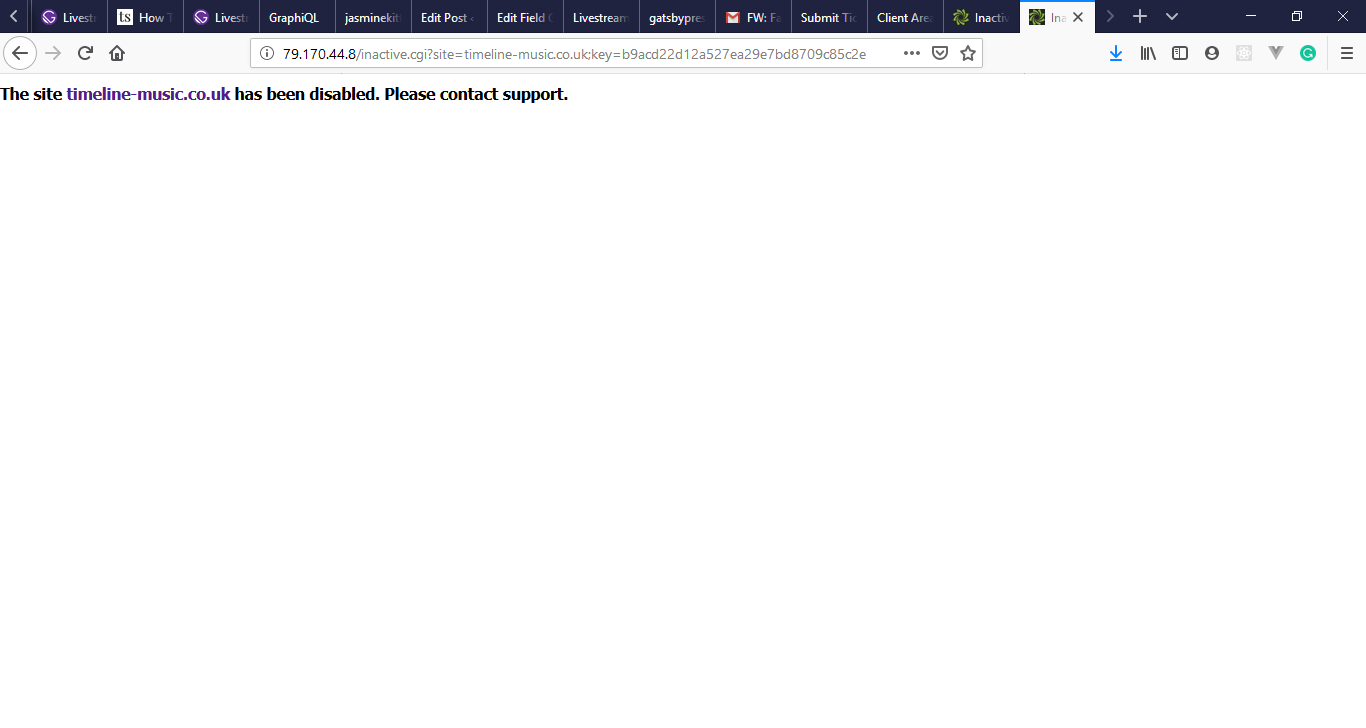 Livestr
ts How T
Livestr
GraphiQL
jasminekit
Edit Post
Edit Field
Livestream
gatsbypres
FW: Fa
Submit Tic
Client Area
Inactiv
Ina
79.170.44.8/inactive.cgi?site=timeline-music.co.uk;key=b9acd22d12a527ea29e7bd8709c85c2e
The site timeline-music.co.uk has been disabled. Please contact support.